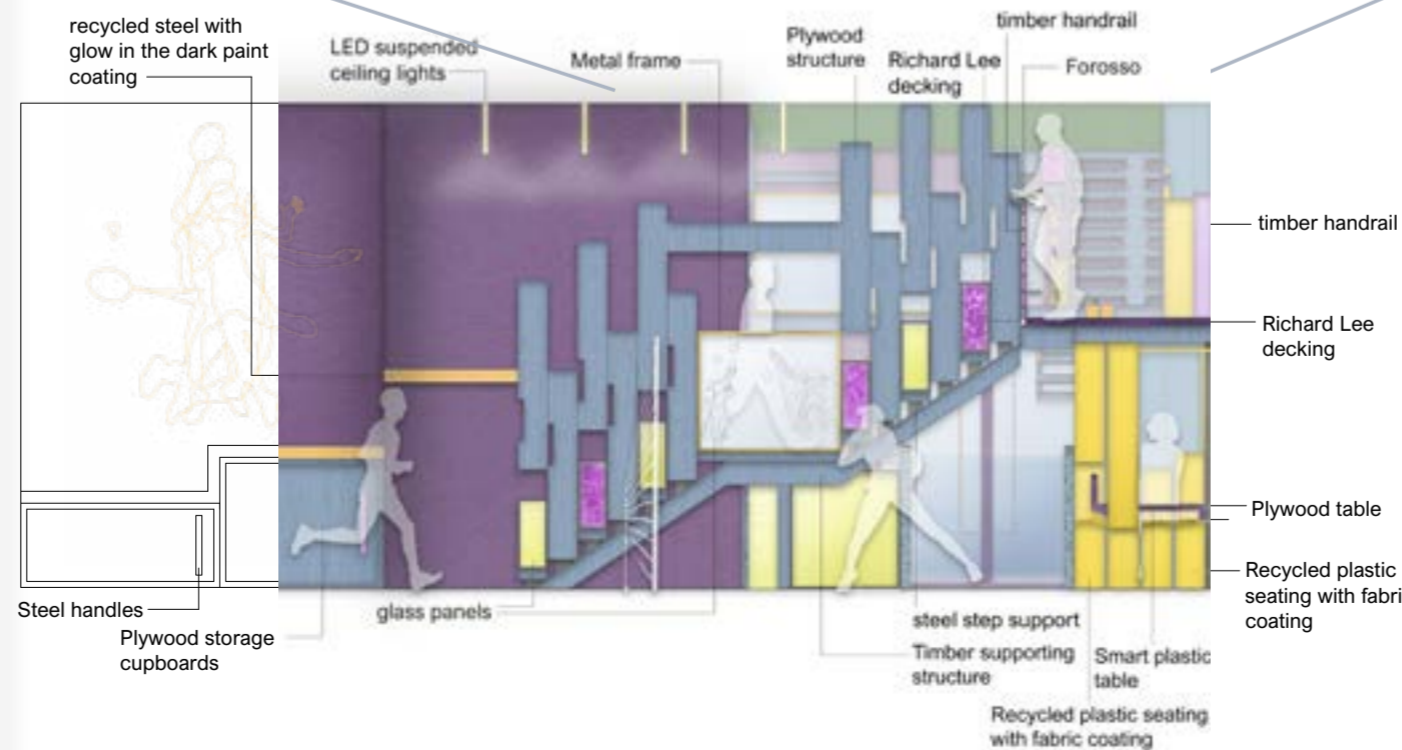 recycled steel with
glow in the dark paint
coating
LED suspended
ceiling lights
Metal frame
Plywood
structure
Richard Lee
decking
timber handrail
Forosso
timber handrail
Richard Lee
decking
Plywood table
Recycled plastic
seating with fabri
coating
Steel handles
Plywood storage
cupboards
glass panels
steel step support
Timber supporting
structure
Smart plastic
table
Recycled plastic seating
with fabric coating